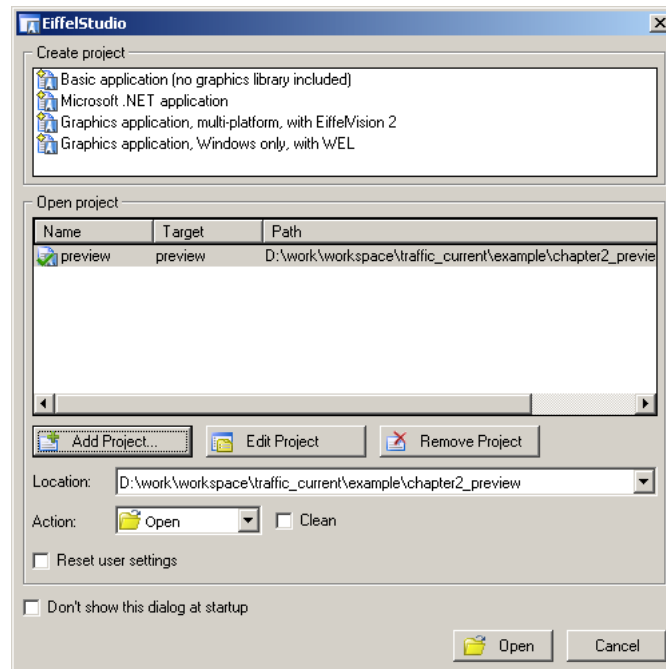 EiffelStudio
Create project
Basic application (no graphics library included)
Microsoft .NET application
Graphics application, multi-platform, with EiffelVision 2
Graphics application, Windows only, with WEL
Open project
Name Target Path
preview preview D:\work\workspace\traffic_current\example\chapter2_previe
Add Project... Edit Project Remove Project
Location: D:\work\workspace\traffic_current\example\chapter2_preview
Action: Open Clean
Reset user settings
Don't show this dialog at startup
Open Cancel